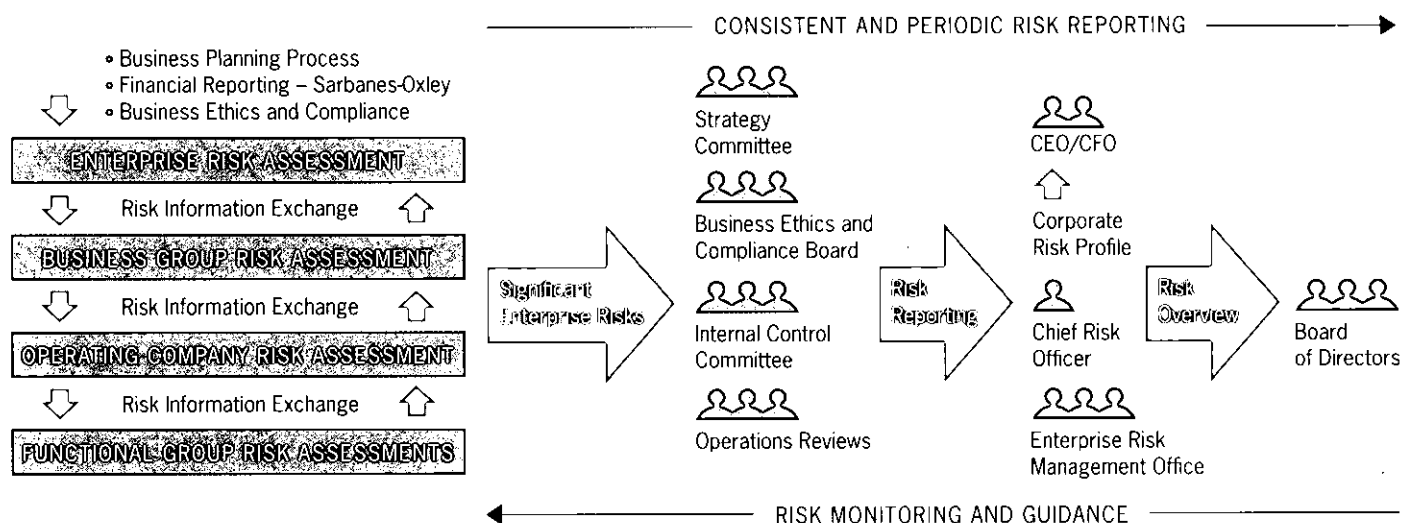 CONSISTENT AND PERIODIC RISK REPORTING
• Business Planning Process
• Financial Reporting – Sarbanes-Oxley
• Business Ethics and Compliance
ENTERPRISE RISK ASSESSMENT
Risk Information Exchange
BUSINESS GROUP RISK ASSESSMENT
Risk Information Exchange
OPERATING COMPANY RISK ASSESSMENT
Risk Information Exchange
FUNCTIONAL GROUP RISK ASSESSMENTS
Significant
Enterprise Risks
Strategy
Committee
Business Ethics and
Compliance Board
Internal Control
Committee
Operations Reviews
Risk
Reporting
CEO/CFO
Corporate
Risk Profile
Chief Risk
Officer
Enterprise Risk
Management Office
Risk
Overview
Board
of Directors
RISK MONITORING AND GUIDANCE